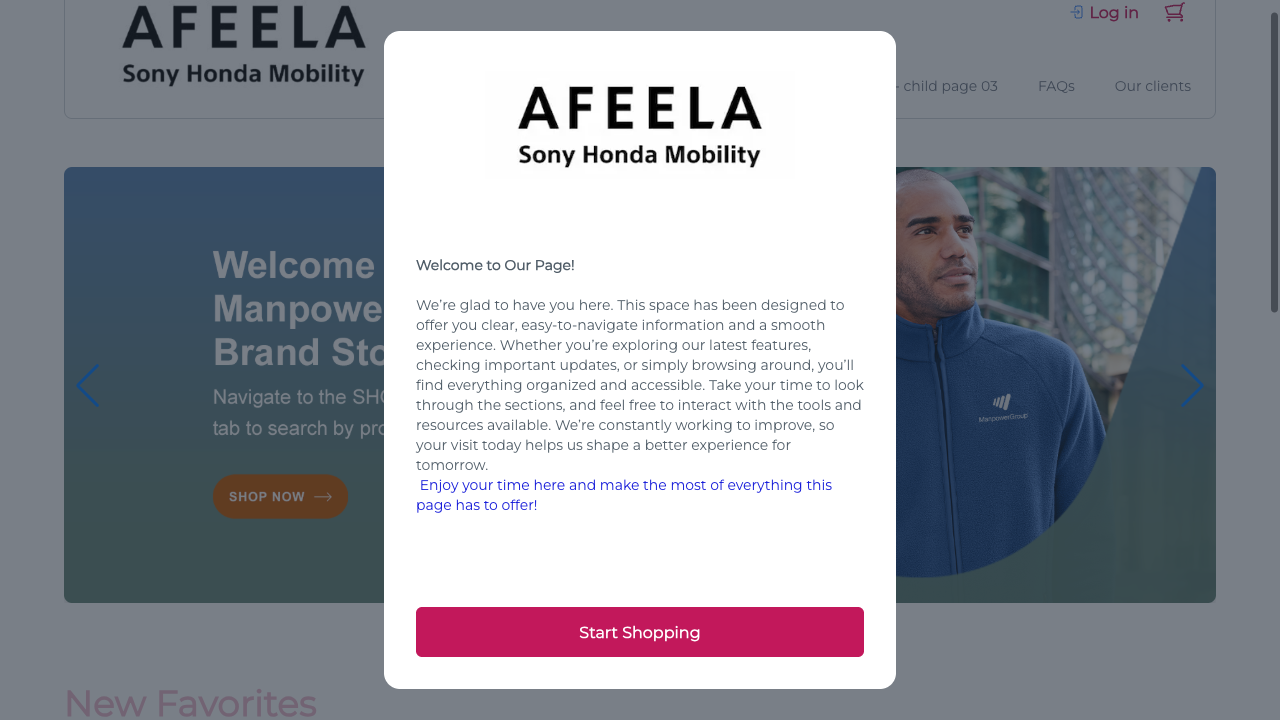 AFEELA
Sony Honda Mobility
Log in
child page 03
FAQs
Our clients
Welcome
Manpowe
Brand Sto
Navigate to the SHO
tab to search by pro
SHOP NOW
ManpowerGroup
AFEELA
Sony Honda Mobility
Welcome to Our Page!
We’re glad to have you here. This space has been designed to
offer you clear, easy-to-navigate information and a smooth
experience. Whether you’re exploring our latest features,
checking important updates, or simply browsing around, you’ll
find everything organized and accessible. Take your time to look
through the sections, and feel free to interact with the tools and
resources available. We’re constantly working to improve, so
your visit today helps us shape a better experience for
tomorrow.
Enjoy your time here and make the most of everything this
page has to offer!
Start Shopping
New Favorites